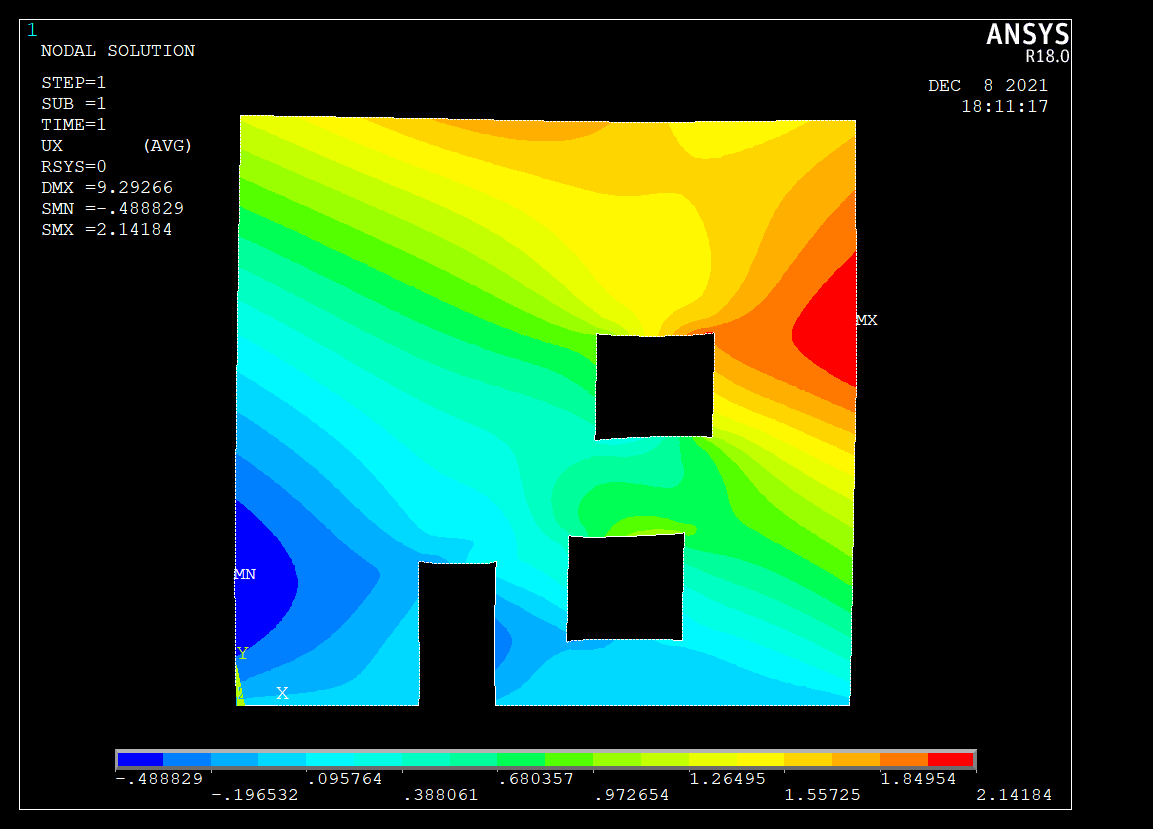 1
NODAL SOLUTION
STEP=1
SUB =1
TIME=1
UX (AVG)
RSYS=0
DMX =9.29266
SMN =-.488829
SMX =2.14184
ANSYS
R18.0
DEC 8 2021
18:11:17
MX
MN
Y
X
-.488829 .095764 .680357 1.26495 1.84954
-.196532 .388061 .972654 1.55725 2.14184